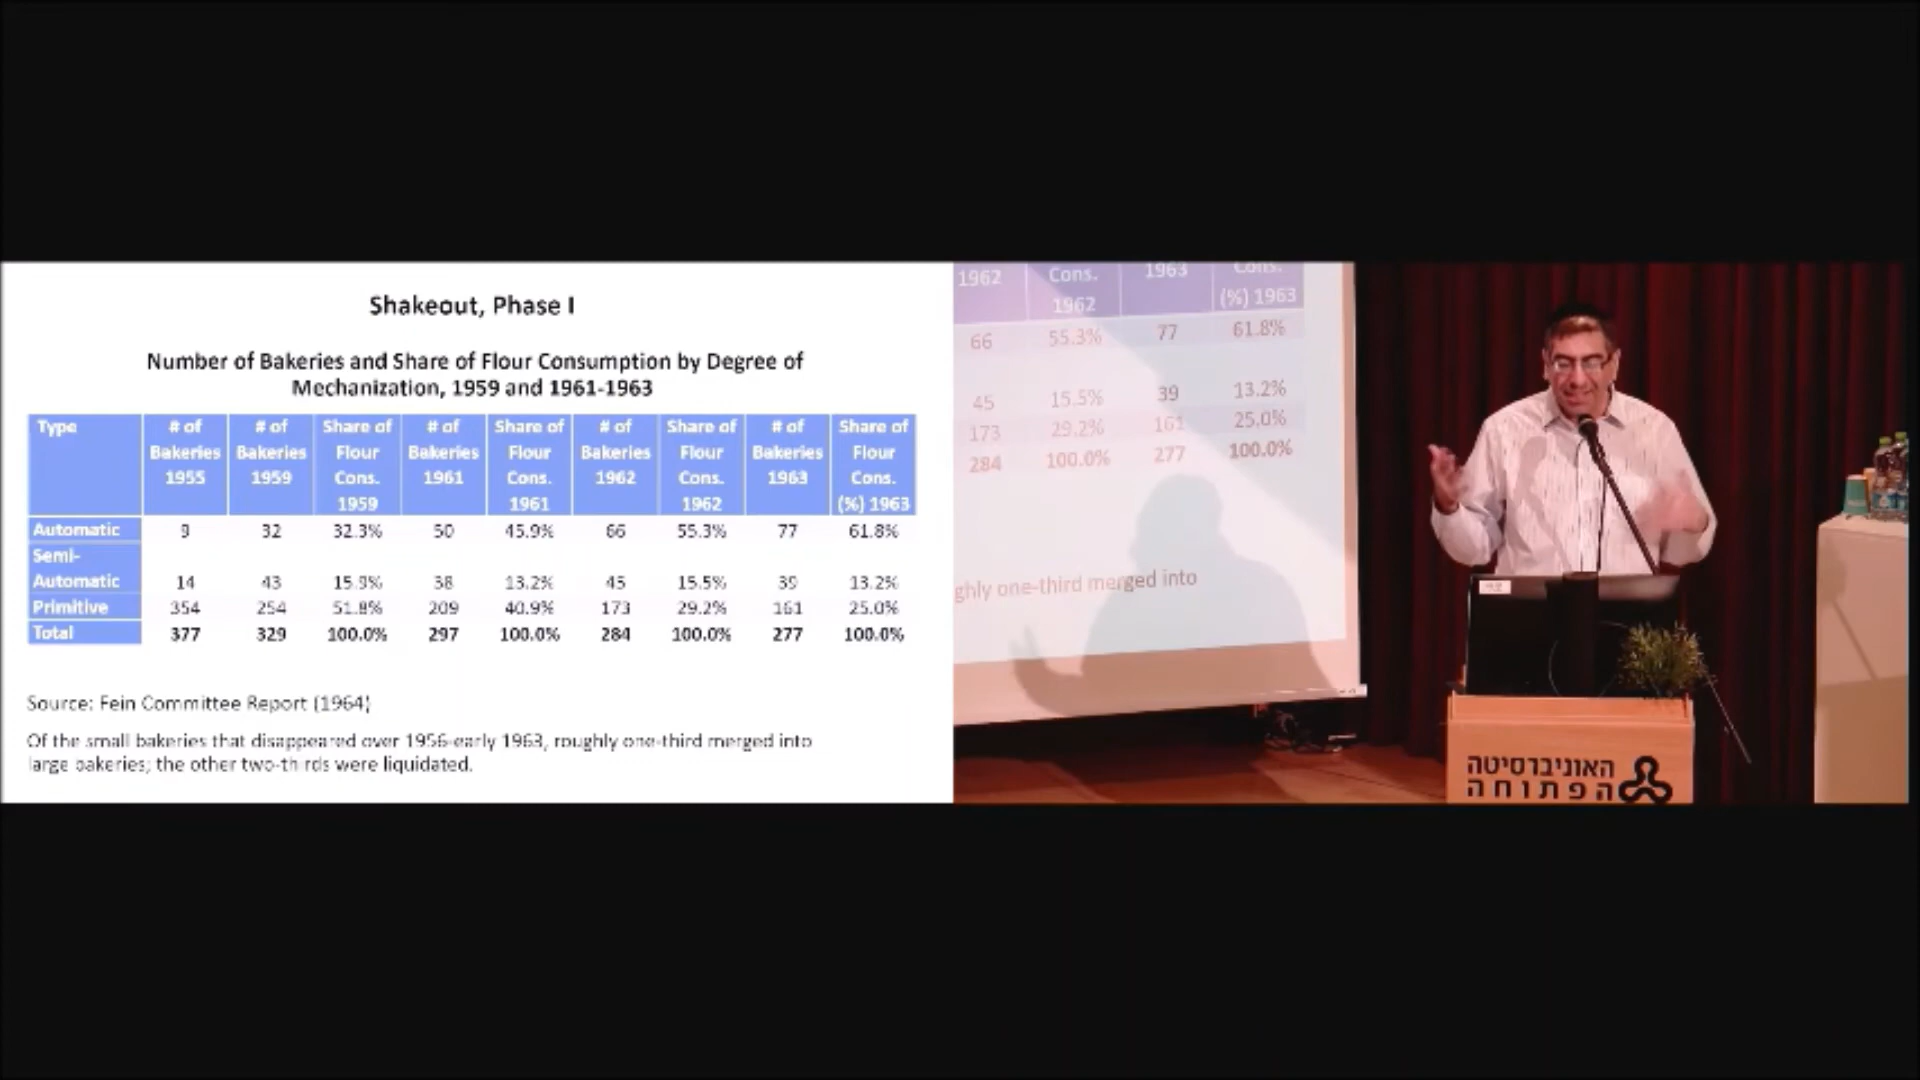 Shakeout, Phase I
Number of Bakeries and Share of Flour Consumption by Degree of
Mechanization, 1959 and 1961-1963
Type # of Bakeries 1955 # of Bakeries 1959 Share of Flour Cons. 1959 # of Bakeries 1961 Share of Flour Cons. 1961 # of Bakeries 1962 Share of Flour Cons. 1962 # of Bakeries 1963 Share of Flour Cons. (%) 1963
Automatic 9 32 32.3% 50 45.9% 66 55.3% 77 61.8%
Semi-
Automatic 14 43 15.9% 38 13.2% 45 15.5% 39 13.2%
Primitive 354 254 51.8% 209 40.9% 173 29.2% 161 25.0%
Total 377 329 100.0% 297 100.0% 284 100.0% 277 100.0%
Source: Fein Committee Report (1964)
Of the small bakeries that disappeared over 1956-early 1963, roughly one-third merged into
large bakeries; the other two-thirds were liquidated.
1962 Cons. 1963 Cons.
1962 (%) 1963
66 55.3% 77 61.8%
45 15.5% 39 13.2%
173 29.2% 161 25.0%
284 100.0% 277 100.0%
ghly one-third merged into
האוניברסיטה
הפתוחה